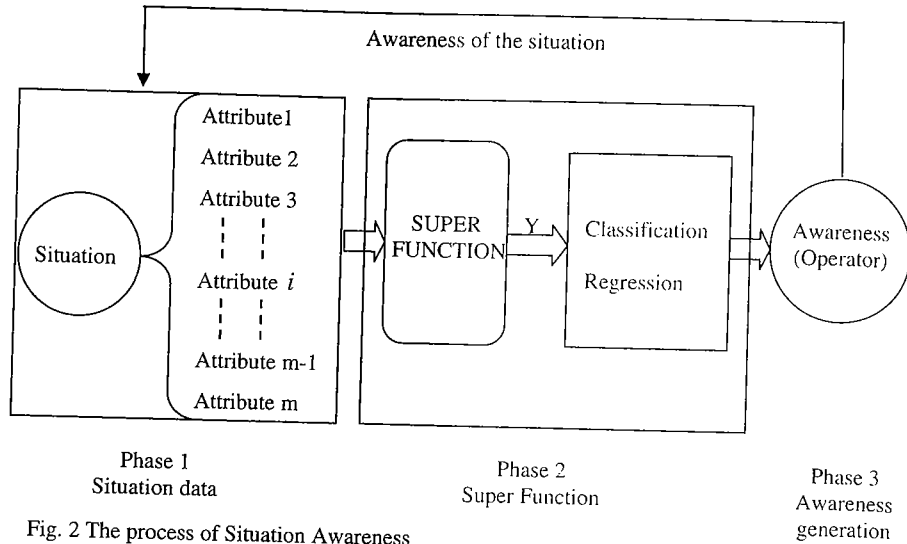 Awareness of the situation
Attribute1
Attribute 2
Attribute 3
Situation
Attribute i
Attribute m-1
Attribute m
SUPER
FUNCTION
Y
Classification
Regression
Awareness
(Operator)
Phase 1
Situation data
Phase 2
Super Function
Phase 3
Awareness
generation
Fig. 2 The process of Situation Awareness